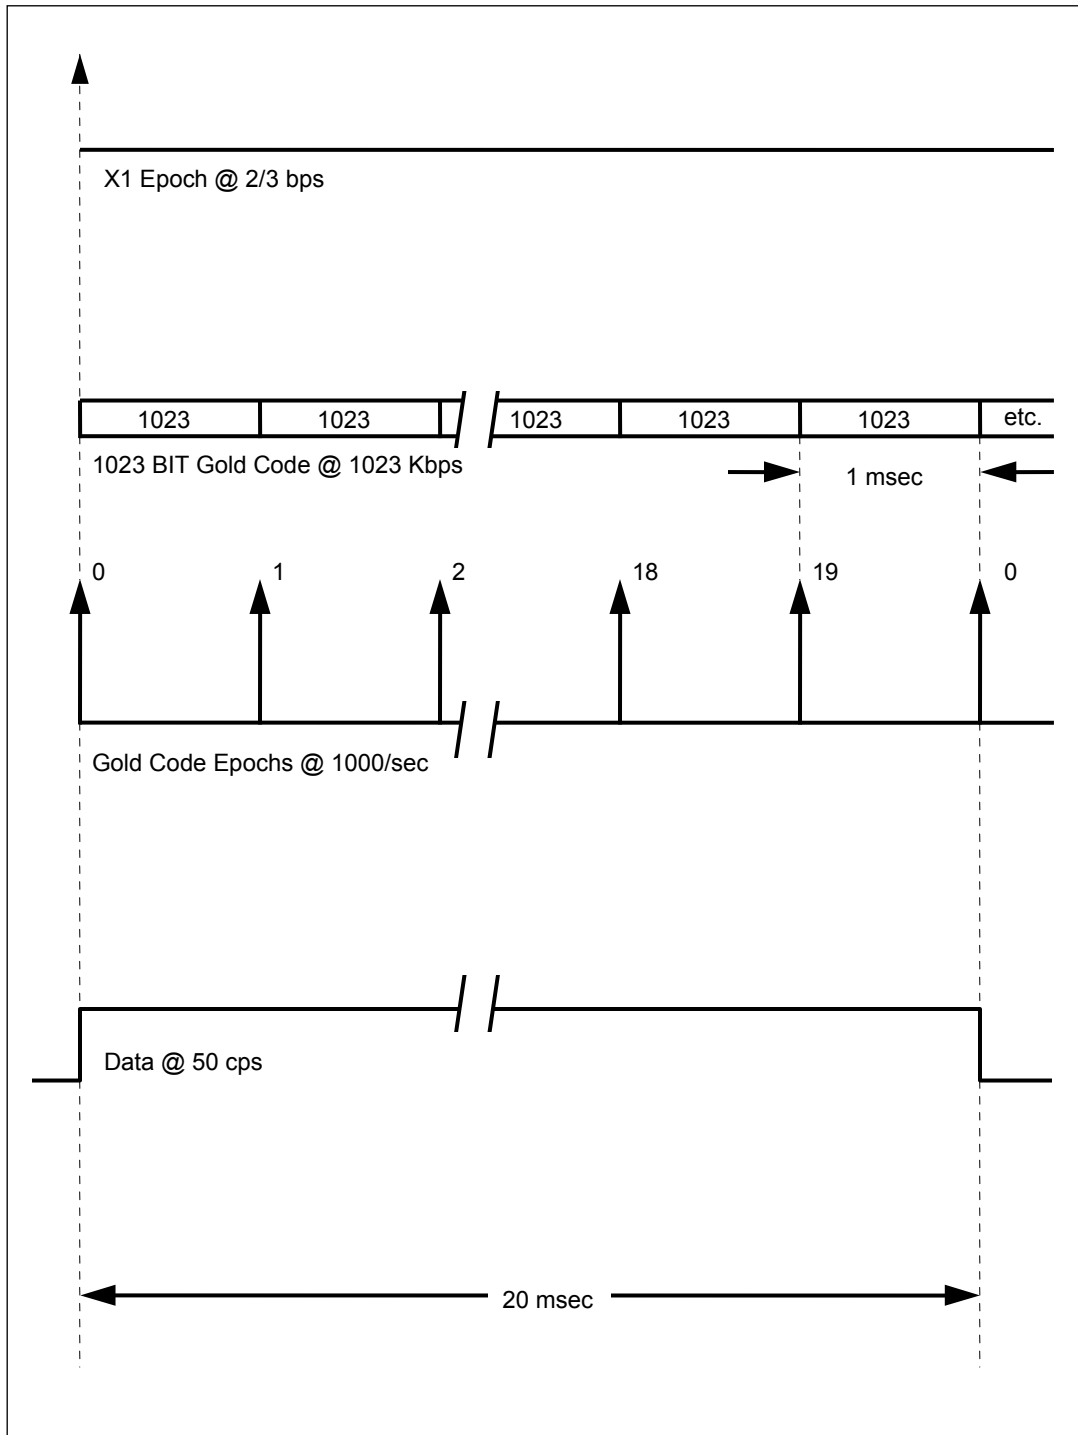 X1 Epoch @ 2/3 bps
1023 1023 1023 1023 1023 etc.
1023 BIT Gold Code @ 1023 Kbps
1 msec
0 1 2 18 19 0
Gold Code Epochs @ 1000/sec
Data @ 50 cps
20 msec